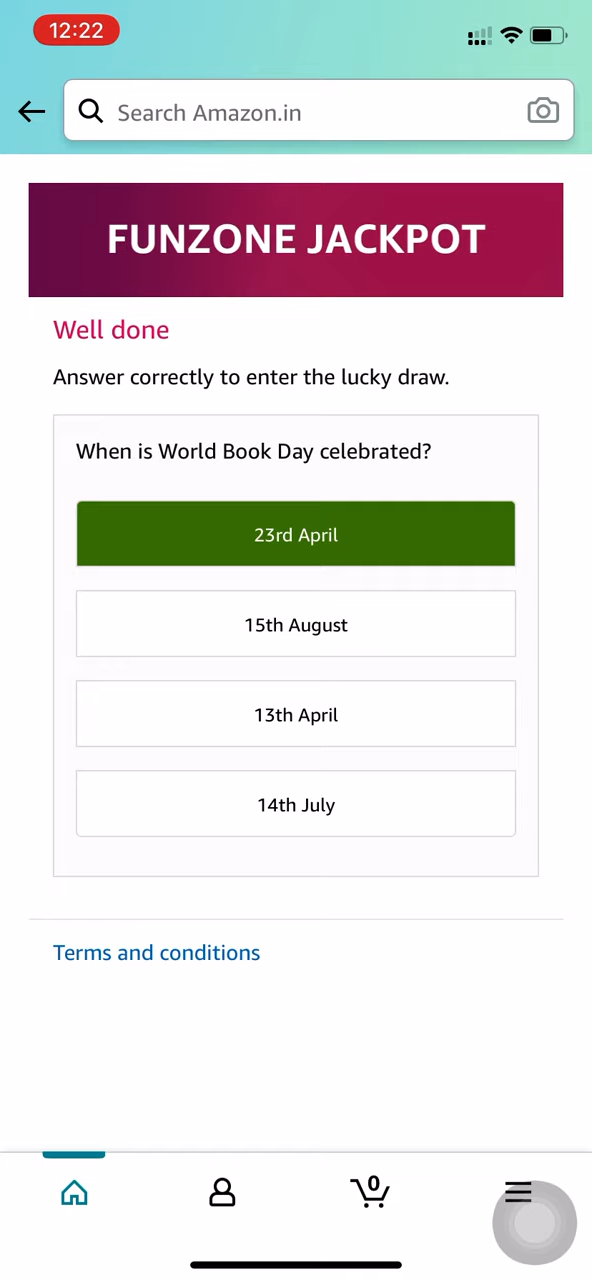 12:22
Search Amazon.in
FUNZONE JACKPOT
Well done
Answer correctly to enter the lucky draw.
When is World Book Day celebrated?
23rd April
15th August
13th April
14th July
Terms and conditions
0